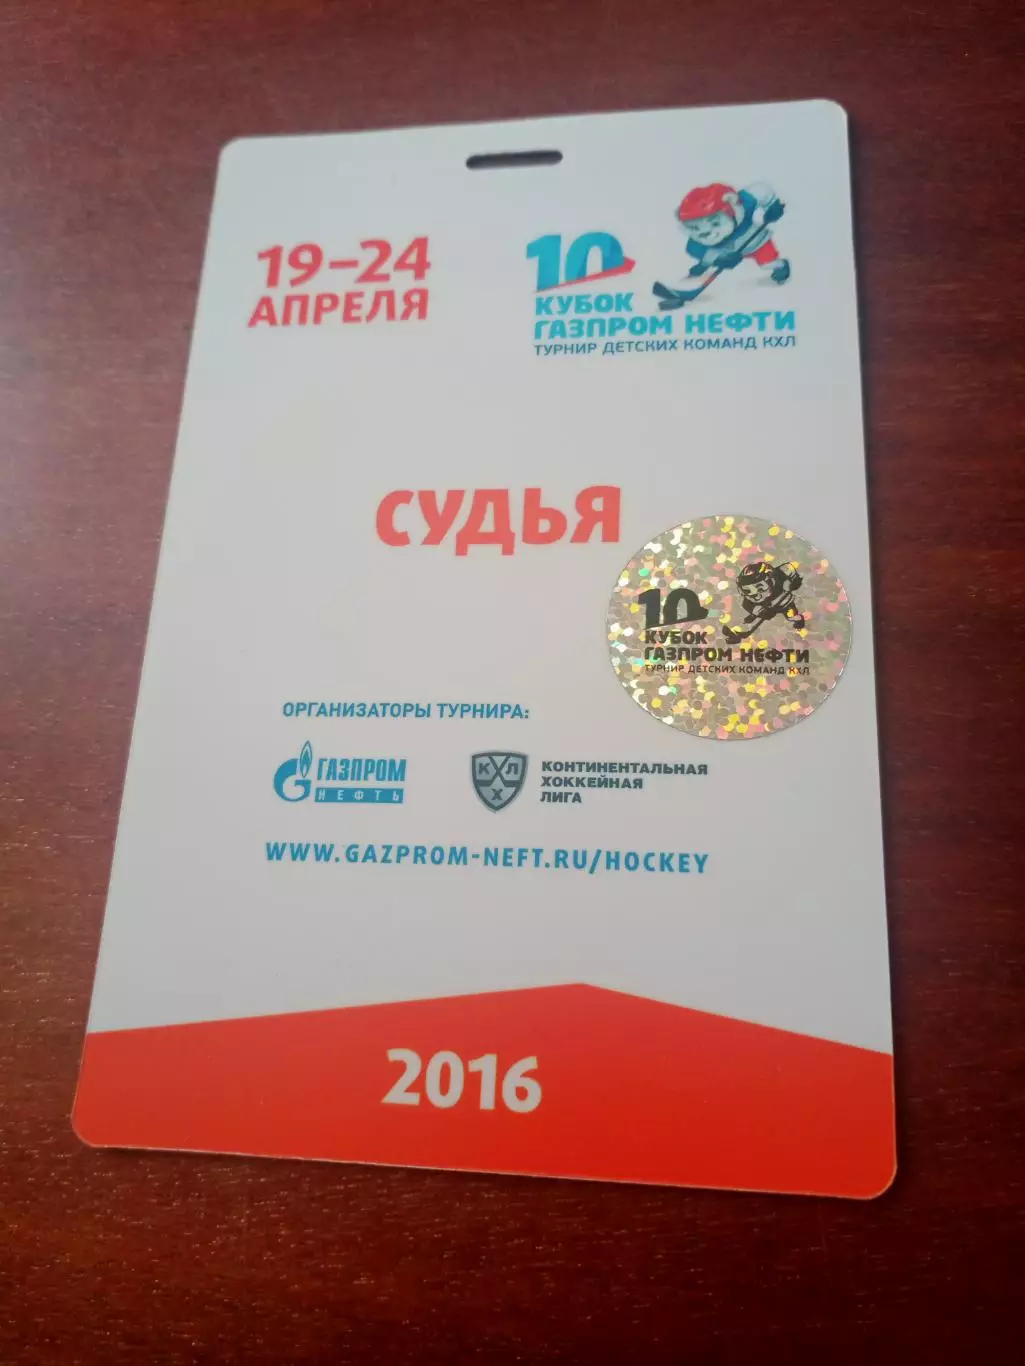 19–24
АПРЕЛЯ
10
КУБОК
ГАЗПРОМ НЕФТИ
ТУРНИР ДЕТСКИХ КОМАНД КХЛ
СУДЬЯ
10
КУБОК
ГАЗПРОМ НЕФТИ
ТУРНИР ДЕТСКИХ КОМАНД КХЛ
ОРГАНИЗАТОРЫ ТУРНИРА:
ГАЗПРОМ
НЕФТЬ
КХЛ
Х
КОНТИНЕНТАЛЬНАЯ
ХОККЕЙНАЯ
ЛИГА
WWW.GAZPROM-NEFT.RU/HOCKEY
2016